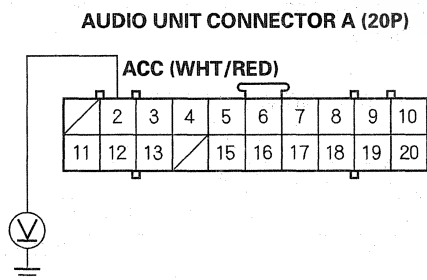 AUDIO UNIT CONNECTOR A (20P)
ACC (WHT/RED)
2 3 4 5 6 7 8 9 10
11 12 13 15 16 17 18 19 20
V